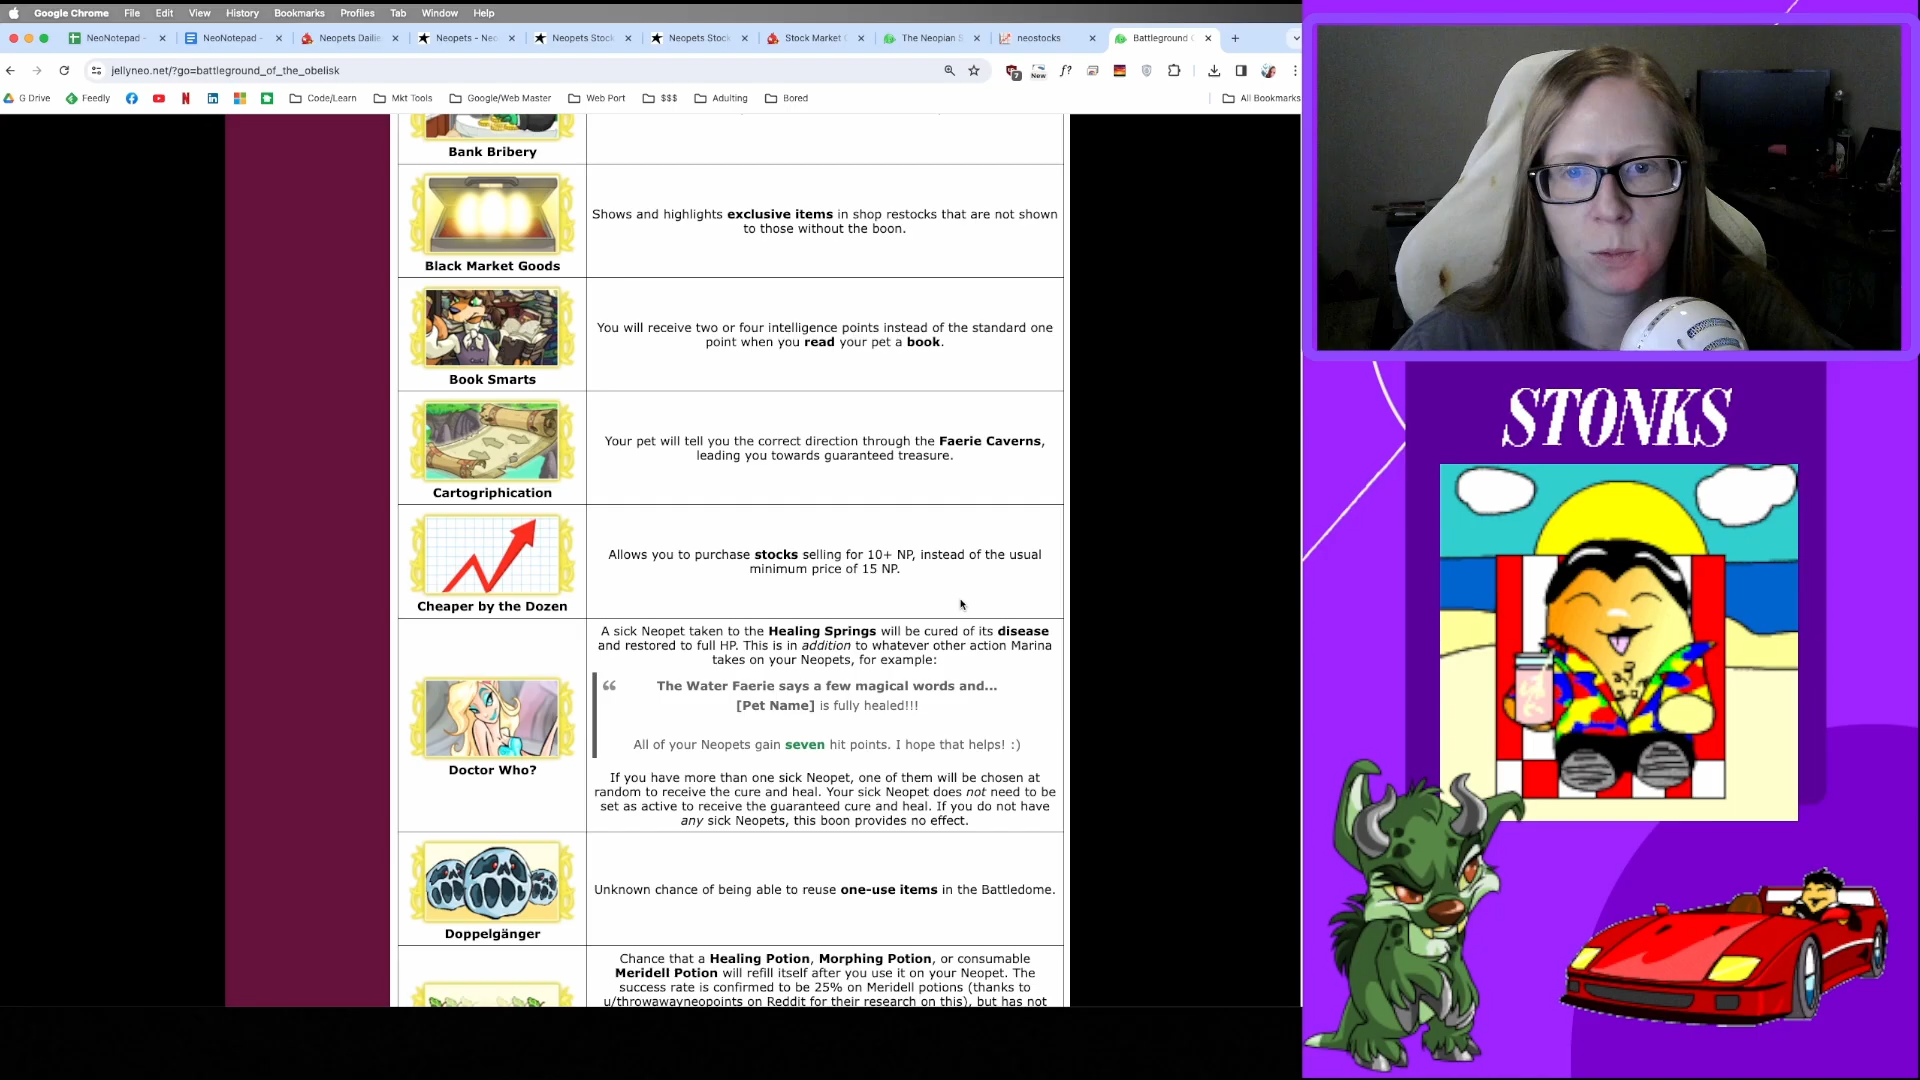 Google Chrome File Edit View History Bookmarks Profiles Tab Window Help
NeoNotepad - NeoNotepad - Neopets Dailie Neopets - Neo Neopets Stock Neopets Stock Stock Market The Neopian S neostocks Battleground
jellyneo.net/?go=battleground_of_the_obelisk
7 New f?
G Drive Feedly Code/Learn Mkt Tools Google/Web Master Web Port $$$ Adulting Bored All Bookmarks
Bank Bribery
Shows and highlights exclusive items in shop restocks that are not shown
to those without the boon.
Black Market Goods
You will receive two or four intelligence points instead of the standard one
point when you read your pet a book.
Book Smarts
Your pet will tell you the correct direction through the Faerie Caverns,
leading you towards guaranteed treasure.
Cartogriphication
Allows you to purchase stocks selling for 10+ NP, instead of the usual
minimum price of 15 NP.
Cheaper by the Dozen
A sick Neopet taken to the Healing Springs will be cured of its disease
and restored to full HP. This is in addition to whatever other action Marina
takes on your Neopets, for example:
“ The Water Faerie says a few magical words and...
[Pet Name] is fully healed!!!
All of your Neopets gain seven hit points. I hope that helps! :)
Doctor Who?
If you have more than one sick Neopet, one of them will be chosen at
random to receive the cure and heal. Your sick Neopet does not need to be
set as active to receive the guaranteed cure and heal. If you do not have
any sick Neopets, this boon provides no effect.
Unknown chance of being able to reuse one-use items in the Battledome.
Doppelgänger
Chance that a Healing Potion, Morphing Potion, or consumable
Meridell Potion will refill itself after you use it on your Neopet. The
success rate is confirmed to be 25% on Meridell potions (thanks to
u/throwawayneopoints on Reddit for their research on this), but has not
STONKS